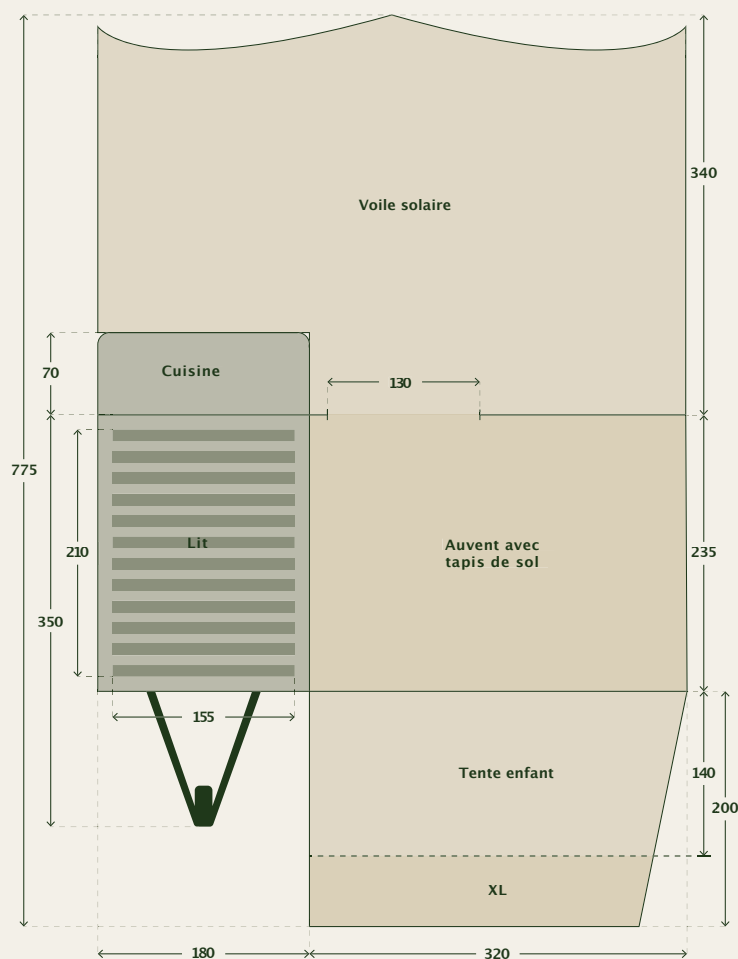 340
Voile solaire
70
Cuisine
130
775
210
Lit
Auvent avec
tapis de sol
235
350
155
Tente enfant
140
200
XL
180
320